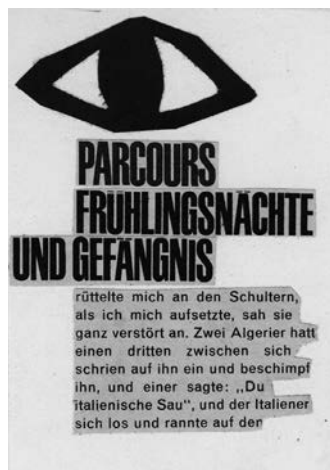 PARCOURS
FRÜHLINGSNÄCHTE
UND GEFÄNGNIS
rüttelte mich an den Schultern,
als ich mich aufsetzte, sah sie
ganz verstört an. Zwei Algerier hatt
einen dritten zwischen sich
schrien auf ihn ein und beschimpf
ihn, und einer sagte: „Du
italienische Sau“, und der Italiener
sich los und rannte auf den